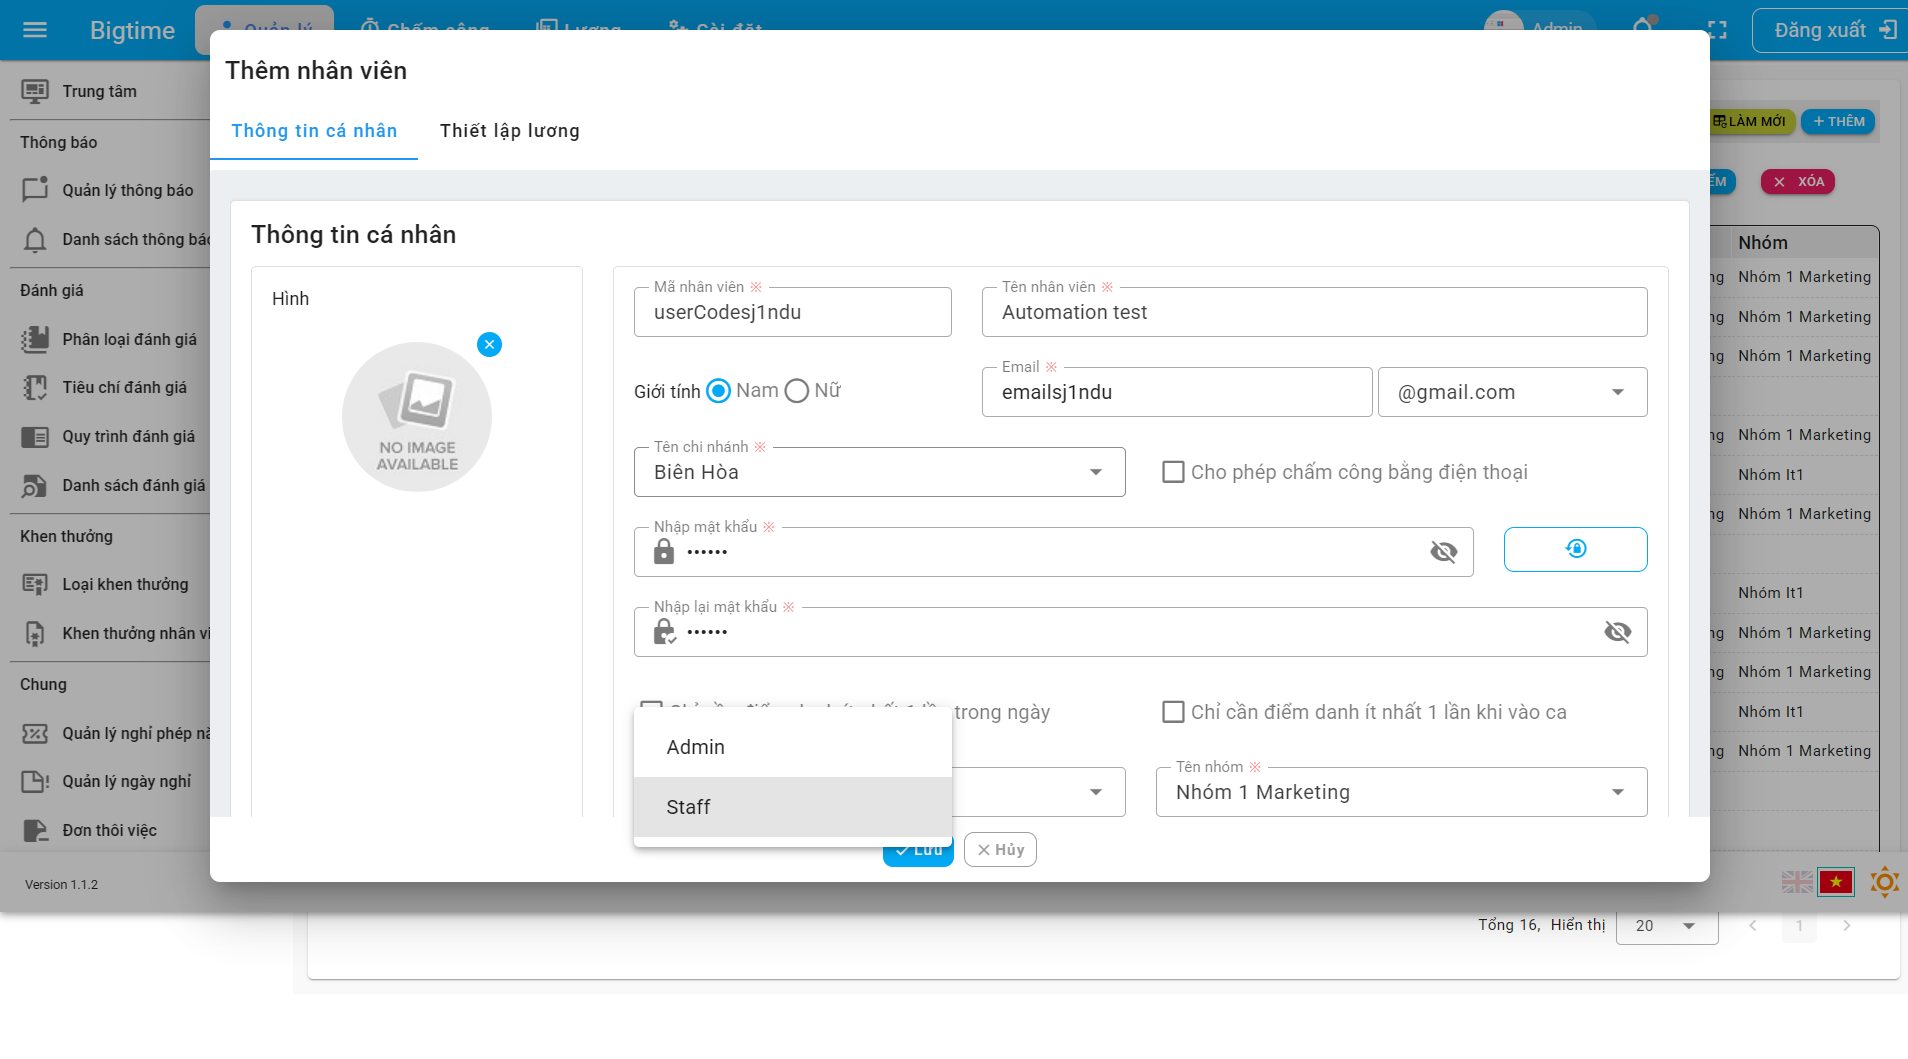 Bigtime
Quản lý
Chấm công
Lương
Cài đặt
Admin
Đăng xuất
Trung tâm
Thông báo
Quản lý thông báo
Danh sách thông báo
Đánh giá
Phân loại đánh giá
Tiêu chí đánh giá
Quy trình đánh giá
Danh sách đánh giá
Khen thưởng
Loại khen thưởng
Khen thưởng nhân vi
Chung
Quản lý nghỉ phép nă
Quản lý ngày nghỉ
Đơn thôi việc
Version 1.1.2
Thêm nhân viên
Thông tin cá nhân
Thiết lập lương
Thông tin cá nhân
Hình
NO IMAGE
AVAILABLE
Mã nhân viên ※
userCodesj1ndu
Tên nhân viên ※
Automation test
Giới tính
Nam
Nữ
Email ※
emailsj1ndu
@gmail.com
Tên chi nhánh ※
Biên Hòa
Cho phép chấm công bằng điện thoại
Nhập mật khẩu ※
••••••
Nhập lại mật khẩu ※
••••••
trong ngày
Chỉ cần điểm danh ít nhất 1 lần khi vào ca
Admin
Staff
Tên nhóm ※
Nhóm 1 Marketing
Lưu
Hủy
LÀM MỚI
THÊM
ẾM
XÓA
Nhóm
ng Nhóm 1 Marketing
ng Nhóm 1 Marketing
ng Nhóm 1 Marketing
ng Nhóm 1 Marketing
Nhóm It1
ng Nhóm 1 Marketing
Nhóm It1
ng Nhóm 1 Marketing
ng Nhóm 1 Marketing
Nhóm It1
ng Nhóm 1 Marketing
Tổng 16, Hiển thị
20
1